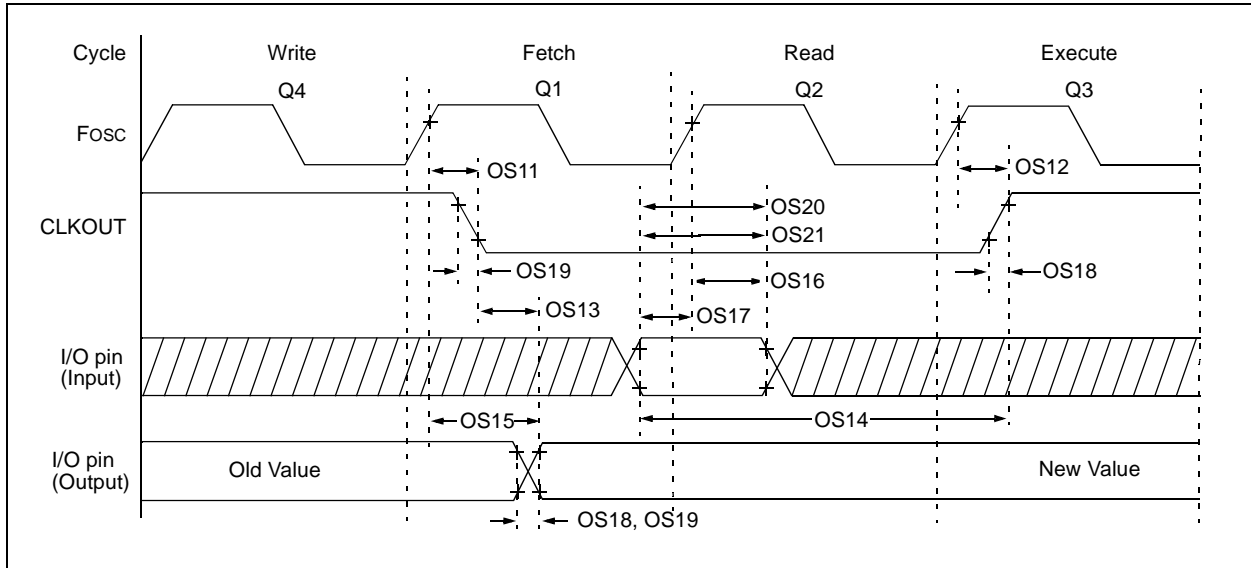 Cycle Write Fetch Read Execute
Q4 Q1 Q2 Q3
FOSC
OS11 OS12
OS20
CLKOUT
OS21
OS19 OS18
OS16
OS13 OS17
I/O pin
(Input)
OS15 OS14
I/O pin
(Output)
Old Value New Value
OS18, OS19